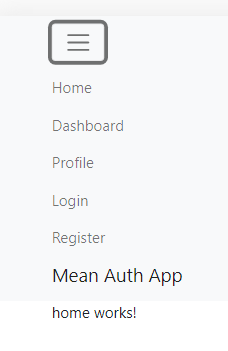 Home
Dashboard
Profile
Login
Register
Mean Auth App
home works!